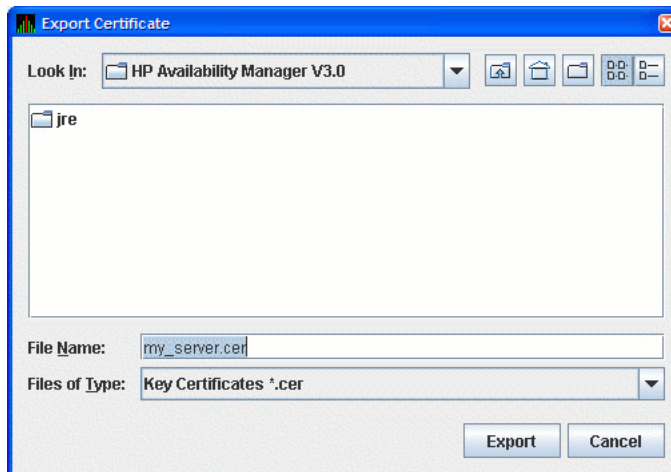 Export Certificate
Look In: HP Availability Manager V3.0
jre
File Name: my_server.cer
Files of Type: Key Certificates *.cer
Export Cancel